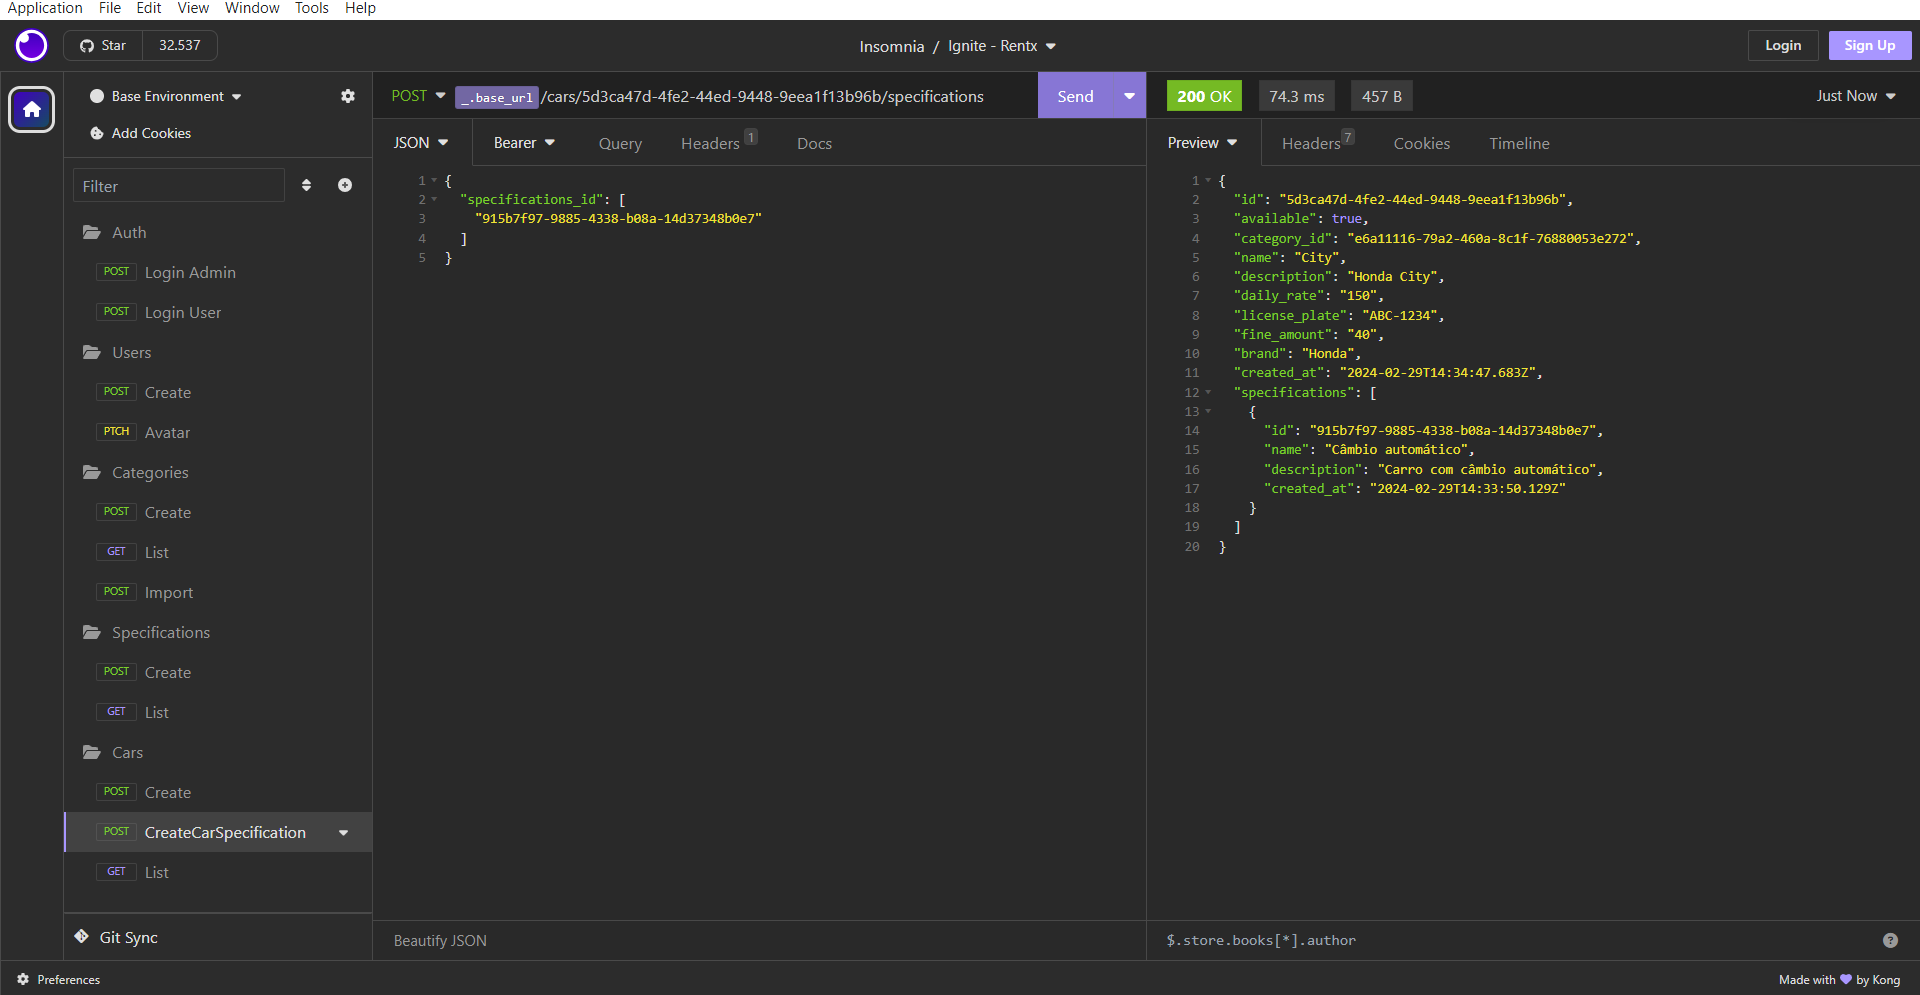 Application File Edit View Window Tools Help
Star 32.537
Insomnia / Ignite - Rentx
Login Sign Up
Base Environment
Add Cookies
Filter
Auth
POST Login Admin
POST Login User
Users
POST Create
PTCH Avatar
Categories
POST Create
GET List
POST Import
Specifications
POST Create
GET List
Cars
POST Create
POST CreateCarSpecification
GET List
Git Sync
POST _.base_url /cars/5d3ca47d-4fe2-44ed-9448-9eea1f13b96b/specifications Send
JSON Bearer Query Headers 1 Docs
1 {
2 "specifications_id": [
3 "915b7f97-9885-4338-b08a-14d37348b0e7"
4 ]
5 }
Beautify JSON
200 OK 74.3 ms 457 B Just Now
Preview Headers 7 Cookies Timeline
1 {
2 "id": "5d3ca47d-4fe2-44ed-9448-9eea1f13b96b",
3 "available": true,
4 "category_id": "e6a11116-79a2-460a-8c1f-76880053e272",
5 "name": "City",
6 "description": "Honda City",
7 "daily_rate": "150",
8 "license_plate": "ABC-1234",
9 "fine_amount": "40",
10 "brand": "Honda",
11 "created_at": "2024-02-29T14:34:47.683Z",
12 "specifications": [
13 {
14 "id": "915b7f97-9885-4338-b08a-14d37348b0e7",
15 "name": "Câmbio automático",
16 "description": "Carro com câmbio automático",
17 "created_at": "2024-02-29T14:33:50.129Z"
18 }
19 ]
20 }
$.store.books[*].author
Preferences
Made with by Kong